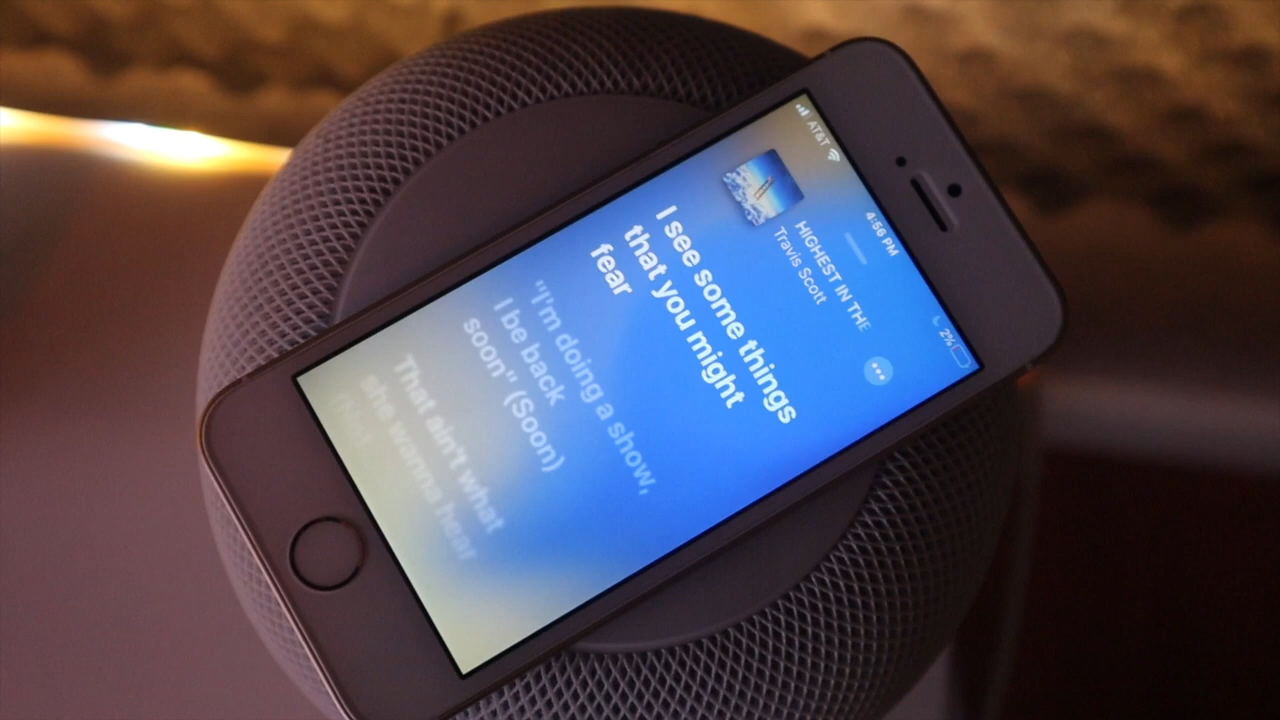 AT&T
4:56 PM
2%
HIGHEST IN THE
Travis Scott
I see some things
that you might
fear
"I'm doing a show,
I be back
soon" (Soon)
That ain't what
she wanna hear